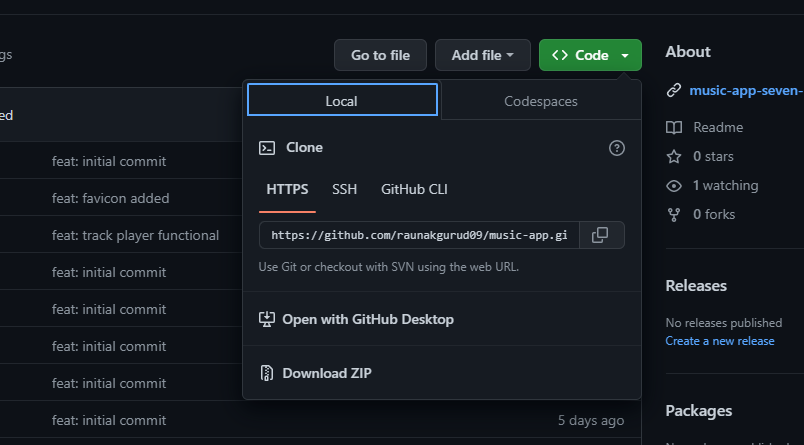 gs
Go to file
Add file
Code
About
Local
Codespaces
music-app-seven-
ed
Clone
Readme
feat: initial commit
0 stars
HTTPS
SSH
GitHub CLI
1 watching
feat: favicon added
0 forks
feat: track player functional
https://github.com/raunakgurud09/music-app.gi
Use Git or checkout with SVN using the web URL.
feat: initial commit
Releases
feat: initial commit
Open with GitHub Desktop
No releases published
Create a new release
feat: initial commit
feat: initial commit
Download ZIP
Packages
feat: initial commit
5 days ago